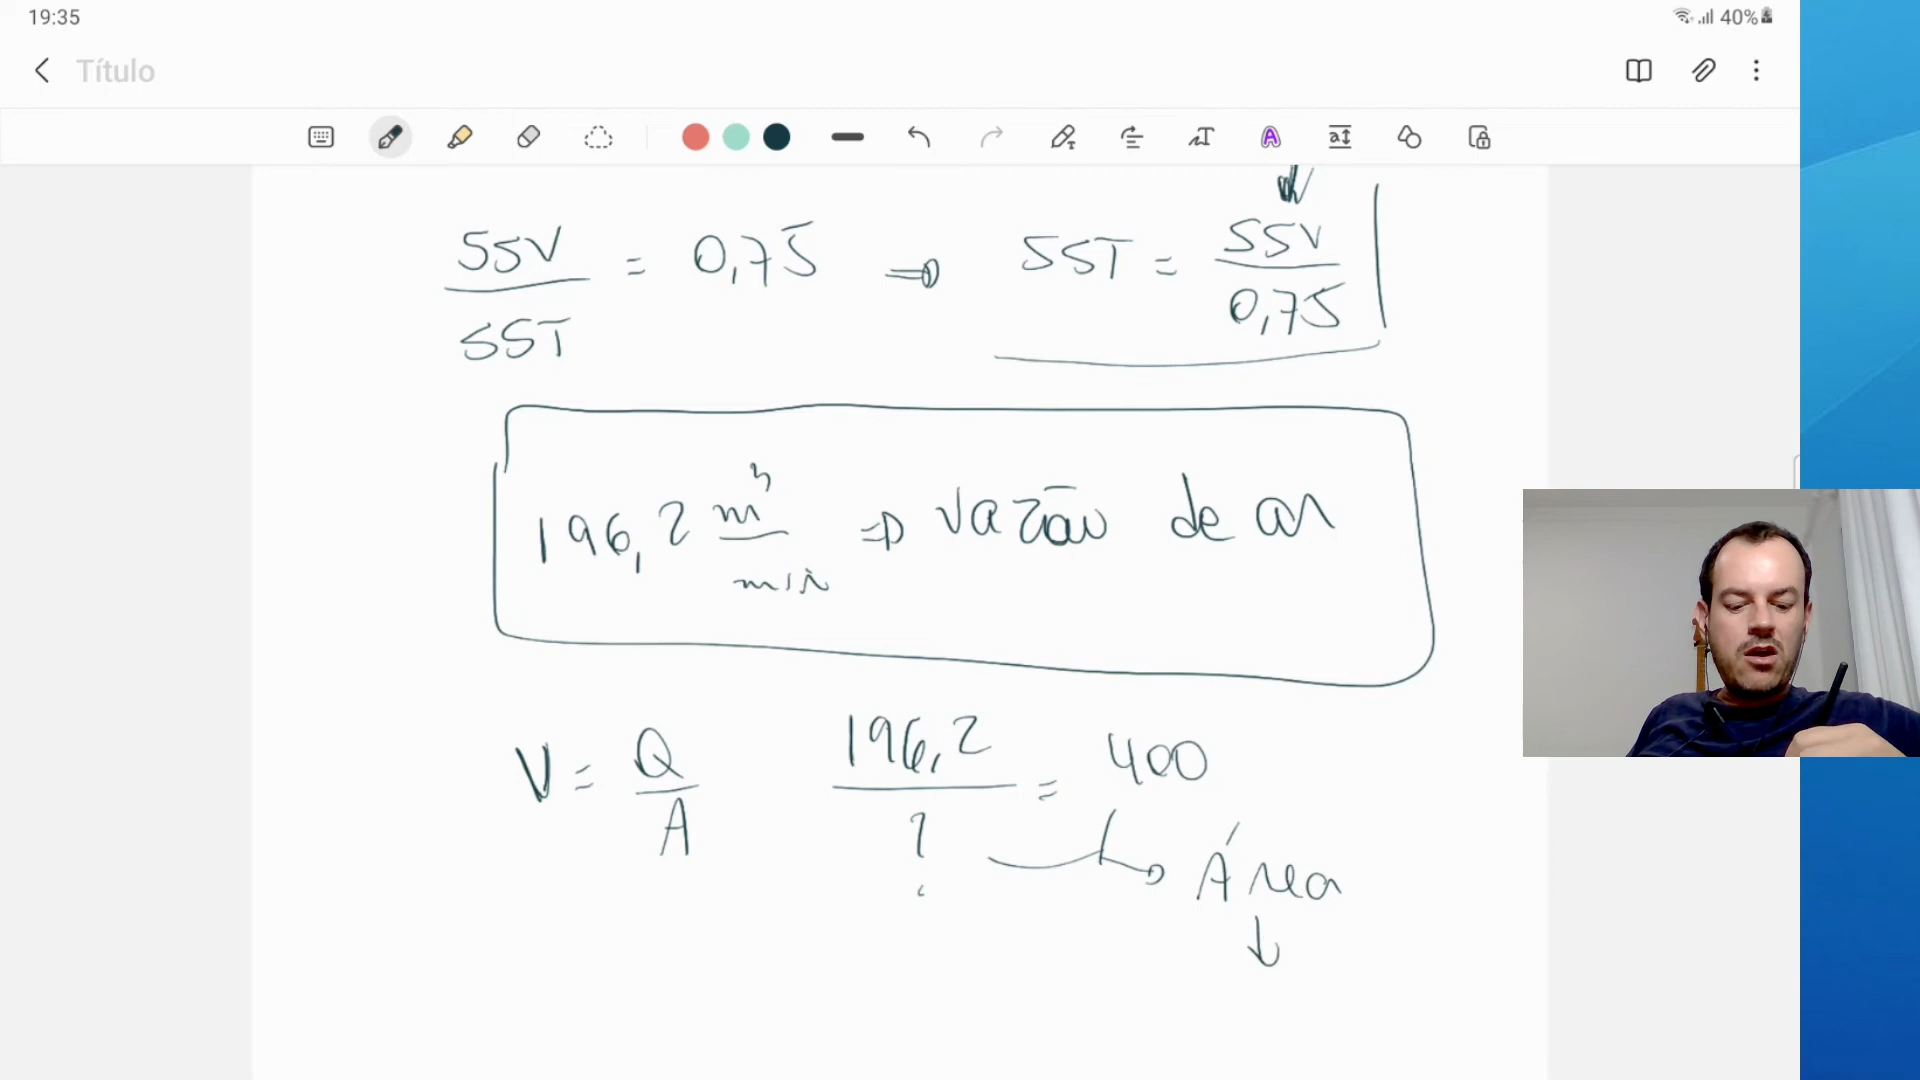 19:35
40%
Título
SSV/SST = 0,75 ⇒ SST = SSV/0,75
196,2 m³/min ⇒ vazão de ar
V = Q/A 196,2/? = 400
Área